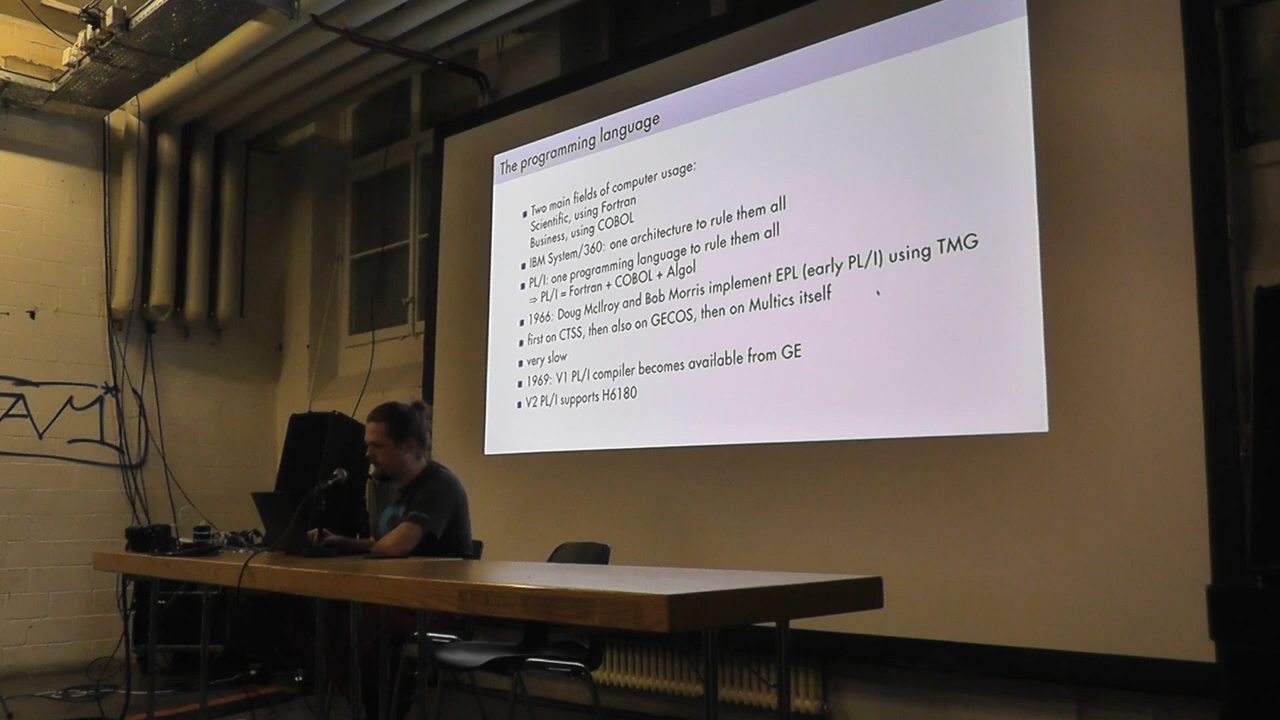 The programming language
Two main fields of computer usage:
Scientific, using Fortran
Business, using COBOL
IBM System/360: one architecture to rule them all
PL/I: one programming language to rule them all
⇒ PL/I = Fortran + COBOL + Algol
1966: Doug McIlroy and Bob Morris implement EPL (early PL/I) using TMG
first on CTSS, then also on GECOS, then on Multics itself
very slow
1969: V1 PL/I compiler becomes available from GE
V2 PL/I supports H6180